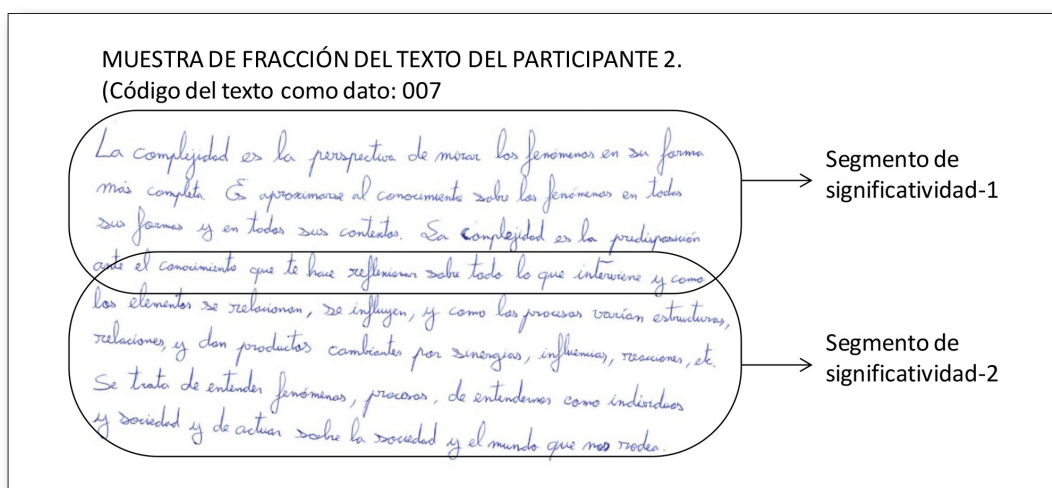 MUESTRA DE FRACCIÓN DEL TEXTO DEL PARTICIPANTE 2.
(Código del texto como dato: 007
La complejidad es la perspectiva de mirar los fenómenos en su forma
más completa. Es aproximarse al conocimiento sobre los fenómenos en todas
sus formas y en todos sus contextos. La complejidad es la predisposición
ante el conocimiento que te hace reflexionar sobre todo lo que interviene y como
los elementos se relacionan, se influyen, y como los procesos varían estructuras,
relaciones, y dan productos cambiantes por sinergias, influencias, reacciones, etc.
Se trata de entender fenómenos, procesos, de entendernos como individuos
y sociedad y de actuar sobre la sociedad y el mundo que nos rodea.
Segmento de
significatividad-1
Segmento de
significatividad-2